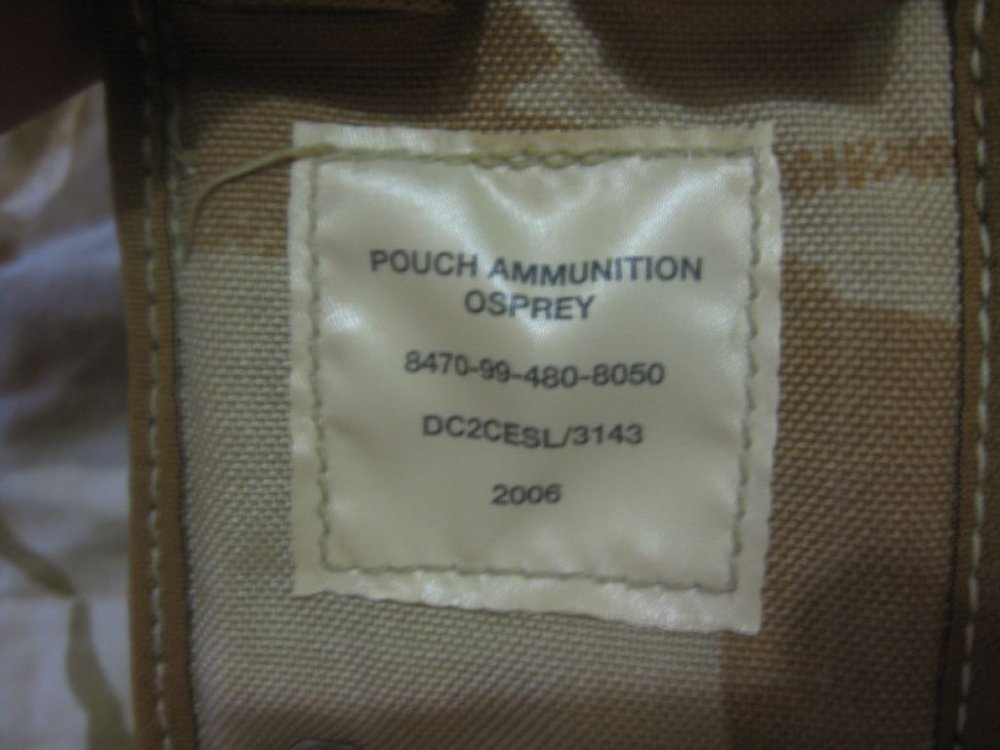 POUCH AMMUNITION
OSPREY
8470-99-480-8050
DC2CESL/3143
2006